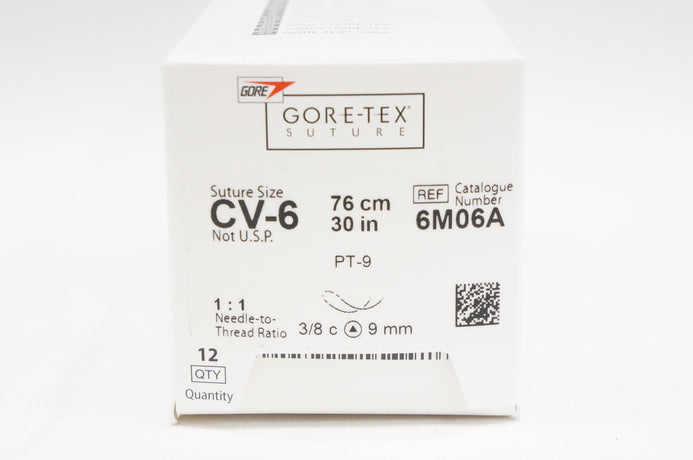 GORE
GORE-TEX®
SUTURE
Suture Size
CV-6
Not U.S.P.
76 cm
30 in
REF Catalogue Number
6M06A
PT-9
1 : 1
Needle-to-
Thread Ratio
3/8 c 9 mm
12
QTY
Quantity